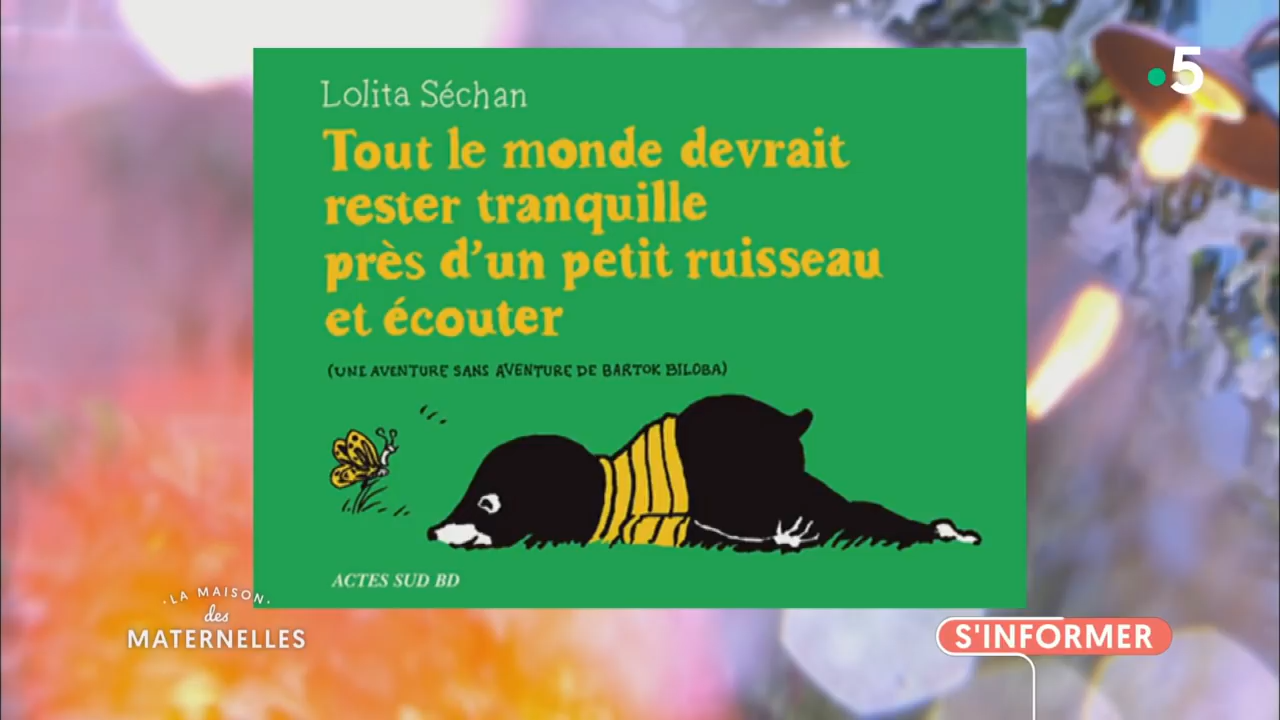 5
Lolita Séchan
Tout le monde devrait
rester tranquille
près d'un petit ruisseau
et écouter
(UNE AVENTURE SANS AVENTURE DE BARTOK BILOBA)
ACTES SUD BD
·LA MAISON·
des
MATERNELLES
S'INFORMER